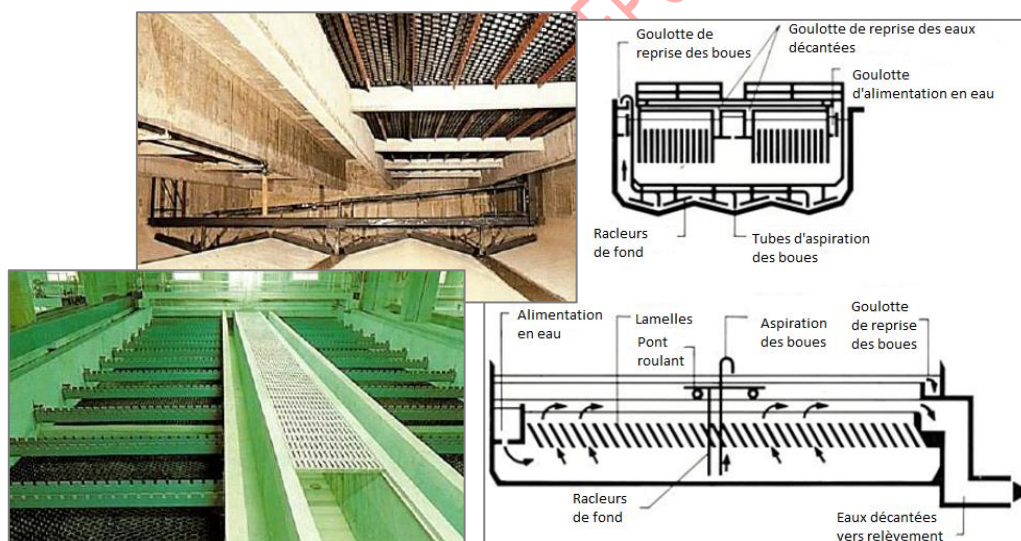 Goulotte de
reprise des boues
Goulotte de reprise des eaux
décantées
Goulotte
d'alimentation en eau
Racleurs
de fond
Tubes d'aspiration
des boues
Alimentation
en eau
Lamelles
Pont
roulant
Aspiration
des boues
Goulotte
de reprise
des boues
Racleurs
de fond
Eaux décantées
vers relèvement